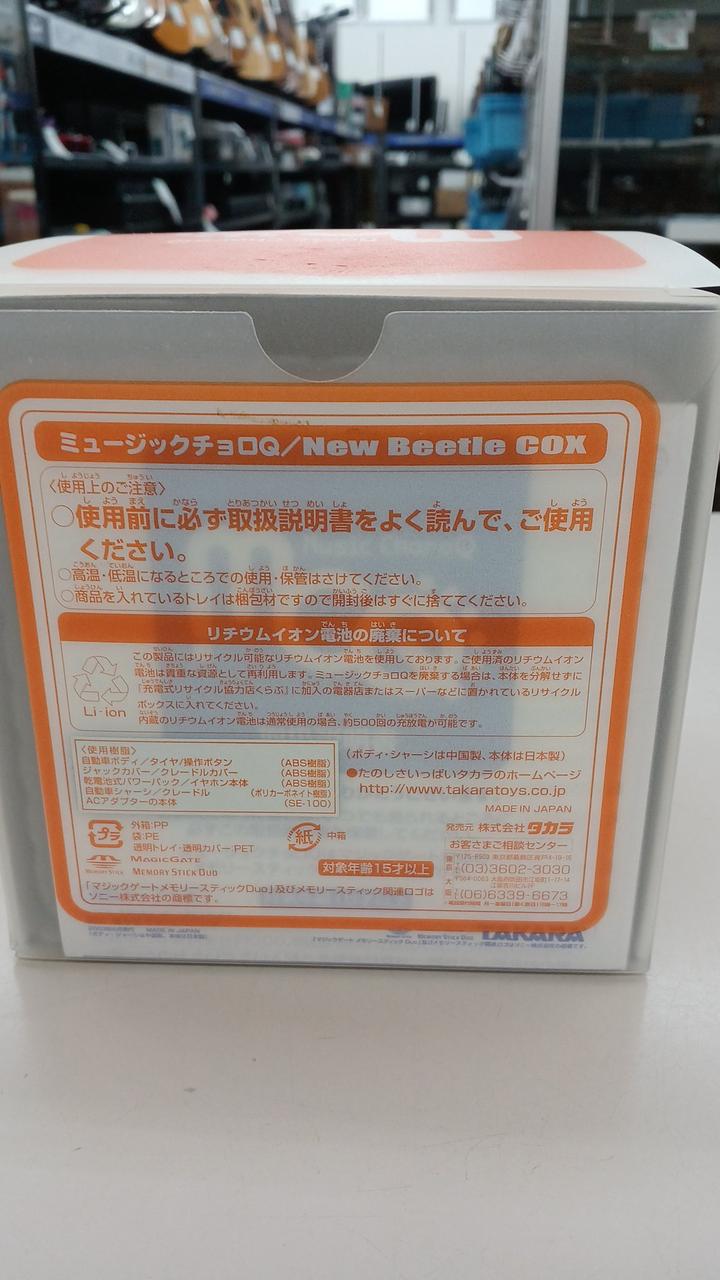 ミュージックチョロQ／New Beetle COX
〈使用上のご注意〉
○使用前に必ず取扱説明書をよく読んで、ご使用
ください。
○高温・低温になるところでの使用・保管はさけてください。
○商品を入れているトレイは梱包材ですので開封後はすぐに捨ててください。
リチウムイオン電池の廃棄について
この製品にはリサイクル可能なリチウムイオン電池を使用しております。ご使用済のリチウムイオン
電池は貴重な資源として再利用します。ミュージックチョロQを廃棄する場合は、本体を分解せずに
『充電式リサイクル協力店くらぶ』に加入の電器店またはスーパーなどに置かれているリサイクル
ボックスに入れてください。
内蔵のリチウムイオン電池は通常使用の場合、約500回の充放電が可能です。
Li-ion
〈使用樹脂〉
自動車ボディ／タイヤ/操作ボタン (ABS樹脂)
ジャックカバー／クレードルカバー (ABS樹脂)
乾電池式パワーパック／イヤホン本体 (ABS樹脂)
自動車シャーシ／クレードル (ポリカーボネイト樹脂)
ACアダプターの本体 (SE-100)
(ボディ・シャーシは中国製、本体は日本製)
●たのしさいっぱいタカラのホームページ
http://www.takaratoys.co.jp
MADE IN JAPAN
プラ
外箱:PP
袋:PE
透明トレイ・透明カバー:PET
紙
中箱
発売元 株式会社タカラ
お客さまご相談センター
東京
(03)3602-3030
大阪
(06)6339-6673
MEMORY STICK
MAGICGATE
MEMORY STICK DUO
対象年齢15才以上
「マジックゲートメモリースティックDuo」及びメモリースティック関連ロゴは
ソニー株式会社の商標です。
MADE IN JAPAN
MEMORY STICK DUO
TAKARA